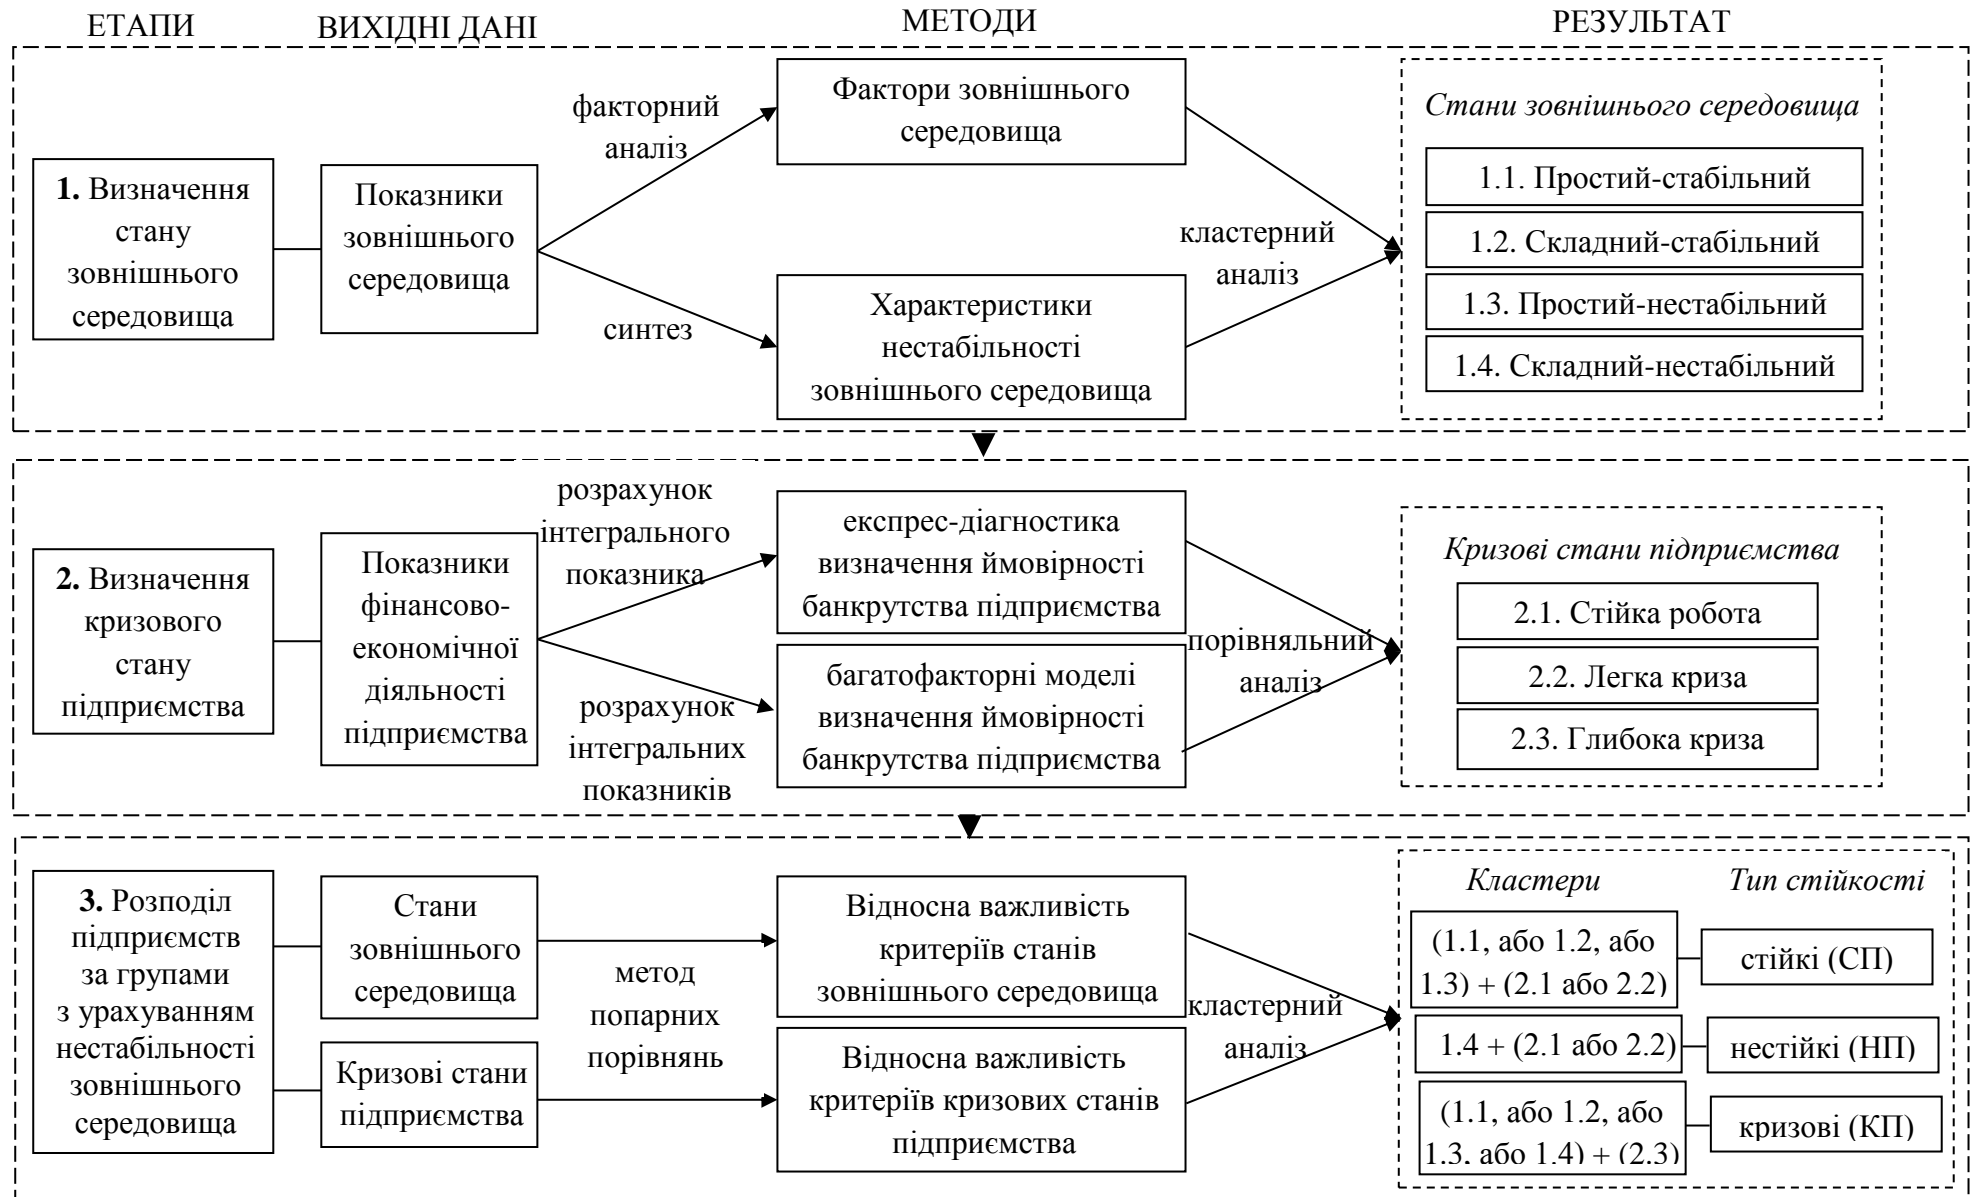 ЕТАПИ
ВИХІДНІ ДАНІ
МЕТОДИ
РЕЗУЛЬТАТ
1. Визначення
стану
зовнішнього
середовища
Показники
зовнішнього
середовища
факторний
аналіз
синтез
Фактори зовнішнього
середовища
Характеристики
нестабільності
зовнішнього середовища
кластерний
аналіз
Стани зовнішнього середовища
1.1. Простий-стабільний
1.2. Складний-стабільний
1.3. Простий-нестабільний
1.4. Складний-нестабільний
2. Визначення
кризового
стану
підприємства
Показники
фінансово-
економічної
діяльності
підприємства
розрахунок
інтегрального
показника
розрахунок
інтегральних
показників
експрес-діагностика
визначення ймовірності
банкрутства підприємства
багатофакторні моделі
визначення ймовірності
банкрутства підприємства
порівняльний
аналіз
Кризові стани підприємства
2.1. Стійка робота
2.2. Легка криза
2.3. Глибока криза
3. Розподіл
підприємств
за групами
з урахуванням
нестабільності
зовнішнього
середовища
Стани
зовнішнього
середовища
Кризові стани
підприємства
метод
попарних
порівнянь
Відносна важливість
критеріїв станів
зовнішнього середовища
Відносна важливість
критеріїв кризових станів
підприємства
кластерний
аналіз
Кластери
Тип стійкості
(1.1, або 1.2, або
1.3) + (2.1 або 2.2)
стійкі (СП)
1.4 + (2.1 або 2.2)
нестійкі (НП)
(1.1, або 1.2, або
1.3, або 1.4) + (2.3)
кризові (КП)